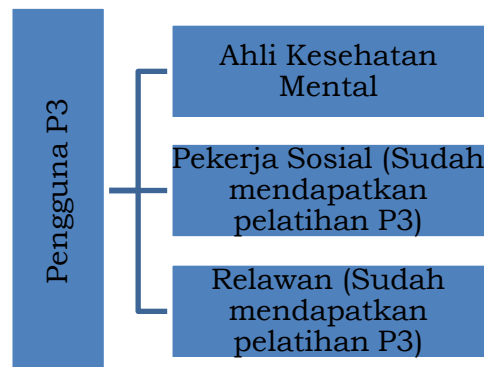 Pengguna P3
Ahli Kesehatan
Mental
Pekerja Sosial (Sudah
mendapatkan
pelatihan P3)
Relawan (Sudah
mendapatkan
pelatihan P3)